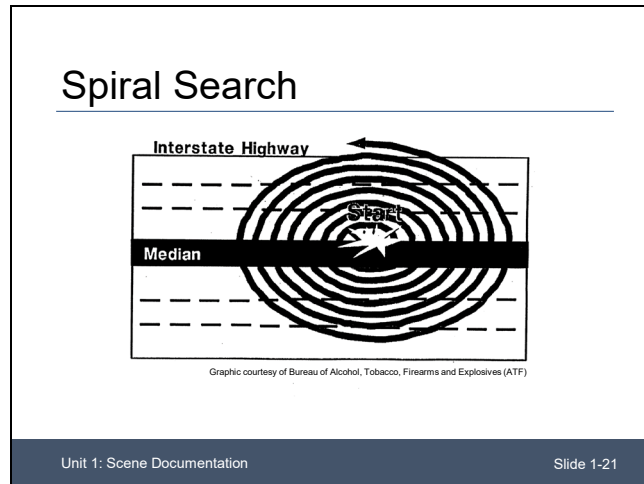 Spiral Search
Interstate Highway
Start
Median
Graphic courtesy of Bureau of Alcohol, Tobacco, Firearms and Explosives (ATF)
Unit 1: Scene Documentation
Slide 1-21